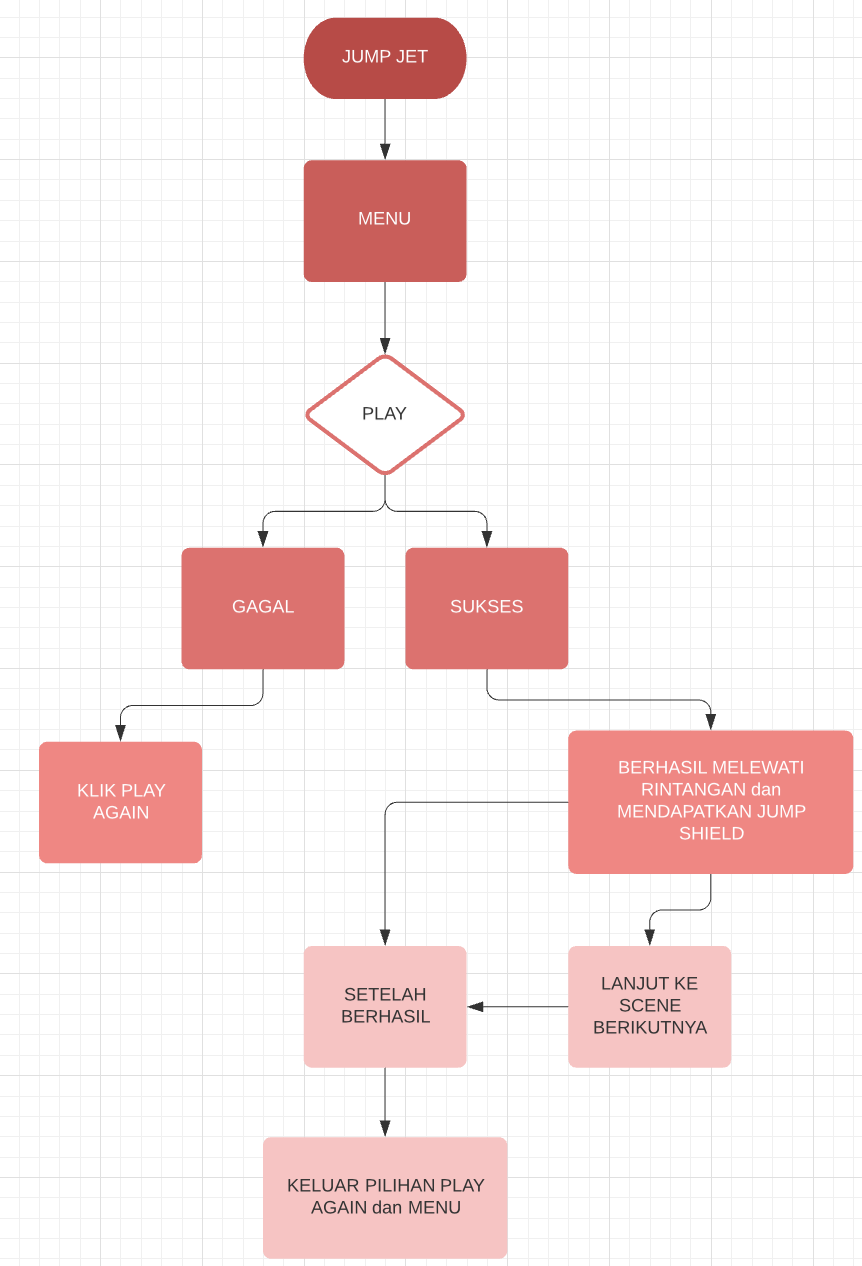 JUMP JET
MENU
PLAY
GAGAL
SUKSES
KLIK PLAY
AGAIN
BERHASIL MELEWATI
RINTANGAN dan
MENDAPATKAN JUMP
SHIELD
SETELAH
BERHASIL
LANJUT KE
SCENE
BERIKUTNYA
KELUAR PILIHAN PLAY
AGAIN dan MENU